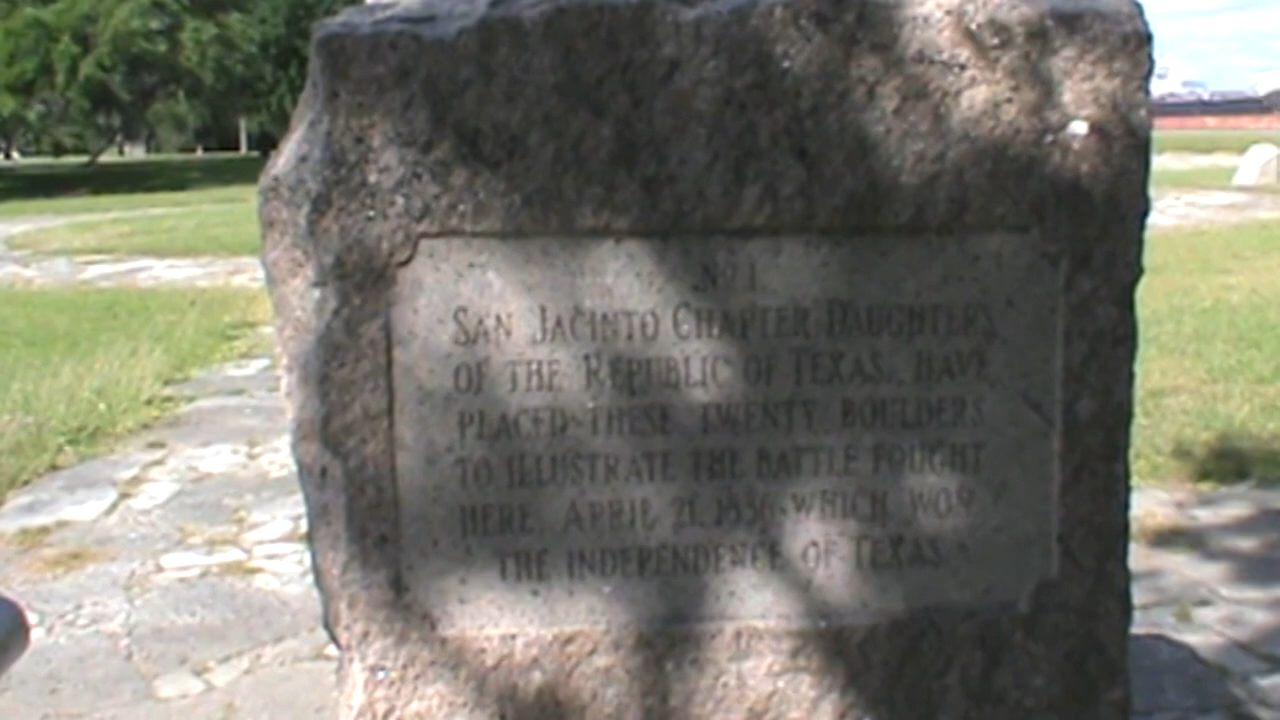 Nº 1
SAN JACINTO CHAPTER DAUGHTERS
OF THE REPUBLIC OF TEXAS, HAVE
PLACED THESE TWENTY BOULDERS
TO ILLUSTRATE THE BATTLE FOUGHT
HERE APRIL 21, 1836 WHICH WON
THE INDEPENDENCE OF TEXAS